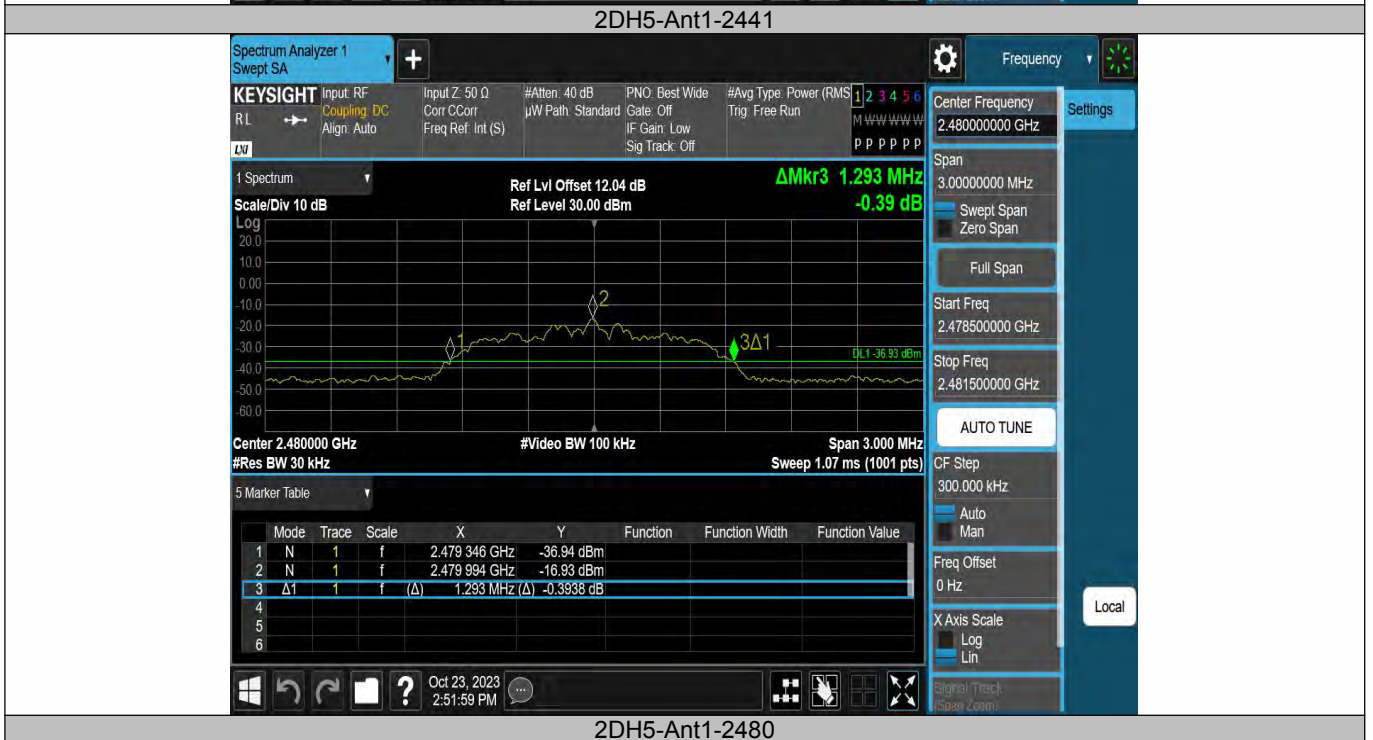 2DH5-Ant1-2441
Spectrum Analyzer 1
Swept SA
+
Frequency
KEYSIGHT
RL
LXI
Input: RF
Coupling: DC
Align: Auto
Input Z: 50 Ω
Corr CCorr
Freq Ref: Int (S)
#Atten: 40 dB
µW Path: Standard
PNO: Best Wide
Gate: Off
IF Gain: Low
Sig Track: Off
#Avg Type: Power (RMS
Trig: Free Run
1 2 3 4 5 6
M W W W W W
P P P P P P
1 Spectrum
Scale/Div 10 dB
Ref Lvl Offset 12.04 dB
Ref Level 30.00 dBm
ΔMkr3 1.293 MHz
-0.39 dB
Log
20.0
10.0
0.00
-10.0
-20.0
-30.0
-40.0
-50.0
-60.0
1
2
3Δ1
DL1 -36.93 dBm
Center 2.480000 GHz
#Video BW 100 kHz
Span 3.000 MHz
#Res BW 30 kHz
Sweep 1.07 ms (1001 pts)
5 Marker Table
Mode Trace Scale X Y Function Function Width Function Value
1 N 1 f 2.479 346 GHz -36.94 dBm
2 N 1 f 2.479 994 GHz -16.93 dBm
3 Δ1 1 f (Δ) 1.293 MHz (Δ) -0.3938 dB
4
5
6
?
Oct 23, 2023
2:51:59 PM
Center Frequency
2.480000000 GHz
Span
3.00000000 MHz
Swept Span
Zero Span
Full Span
Start Freq
2.478500000 GHz
Stop Freq
2.481500000 GHz
AUTO TUNE
CF Step
300.000 kHz
Auto
Man
Freq Offset
0 Hz
X Axis Scale
Log
Lin
Signal Track
(Span Zoom)
Settings
Local
2DH5-Ant1-2480